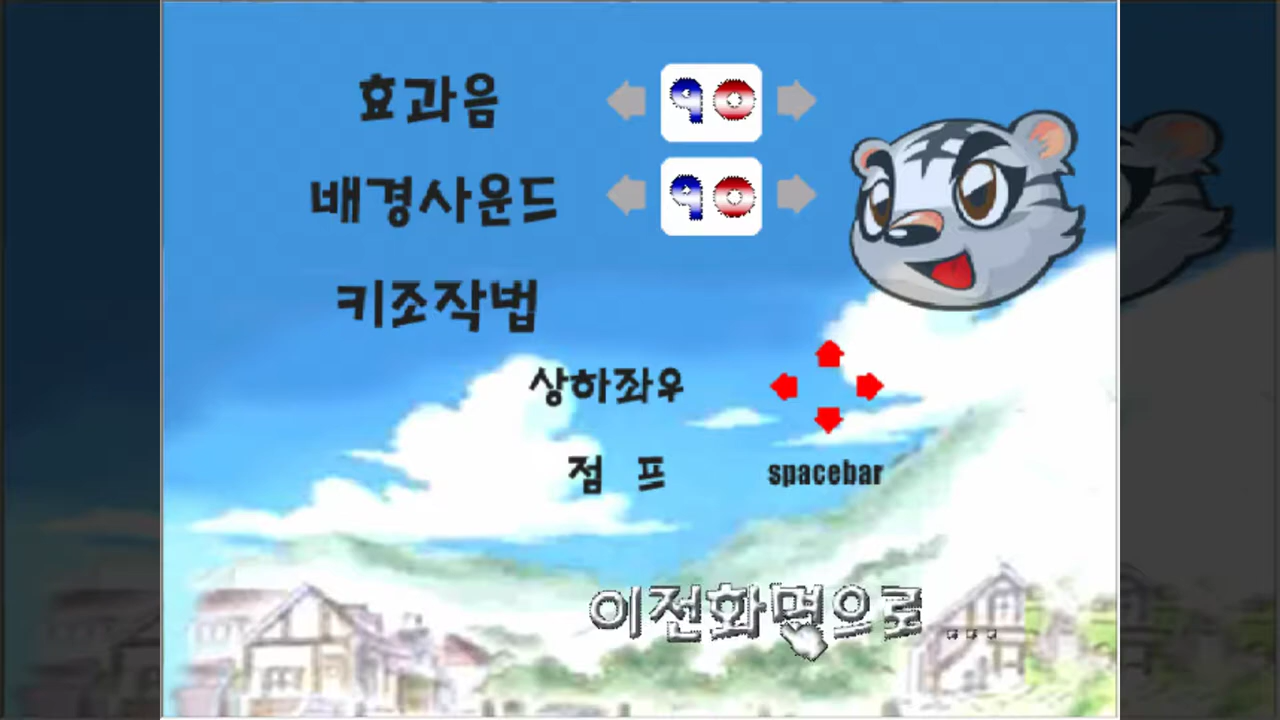 효과음 90
배경사운드 90
키조작법
상하좌우
점 프 spacebar
이전화면으로 ...